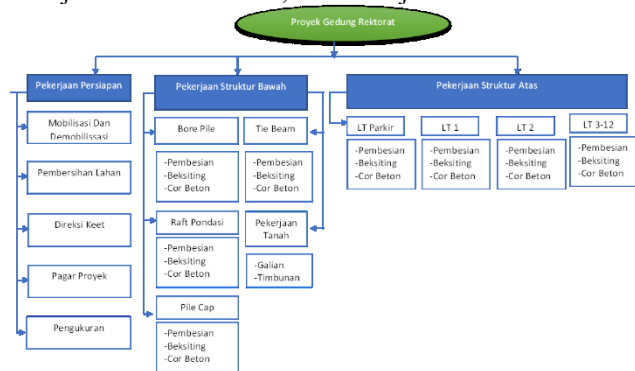 Proyek Gedung Rektorat
Pekerjaan Persiapan
Mobilisasi Dan
Demobilissasi
Pembersihan Lahan
Direksi Keet
Pagar Proyek
Pengukuran
Pekerjaan Struktur Bawah
Bore Pile
-Pembesian
-Beksiting
-Cor Beton
Raft Pondasi
-Pembesian
-Beksiting
-Cor Beton
Pile Cap
-Pembesian
-Beksiting
-Cor Beton
Tie Beam
-Pembesian
-Beksiting
-Cor Beton
Pekerjaan
Tanah
-Galian
-Timbunan
Pekerjaan Struktur Atas
LT Parkir
-Pembesian
-Beksiting
-Cor Beton
LT 1
-Pembesian
-Beksiting
-Cor Beton
LT 2
-Pembesian
-Beksiting
-Cor Beton
LT 3-12
-Pembesian
-Beksiting
-Cor Beton